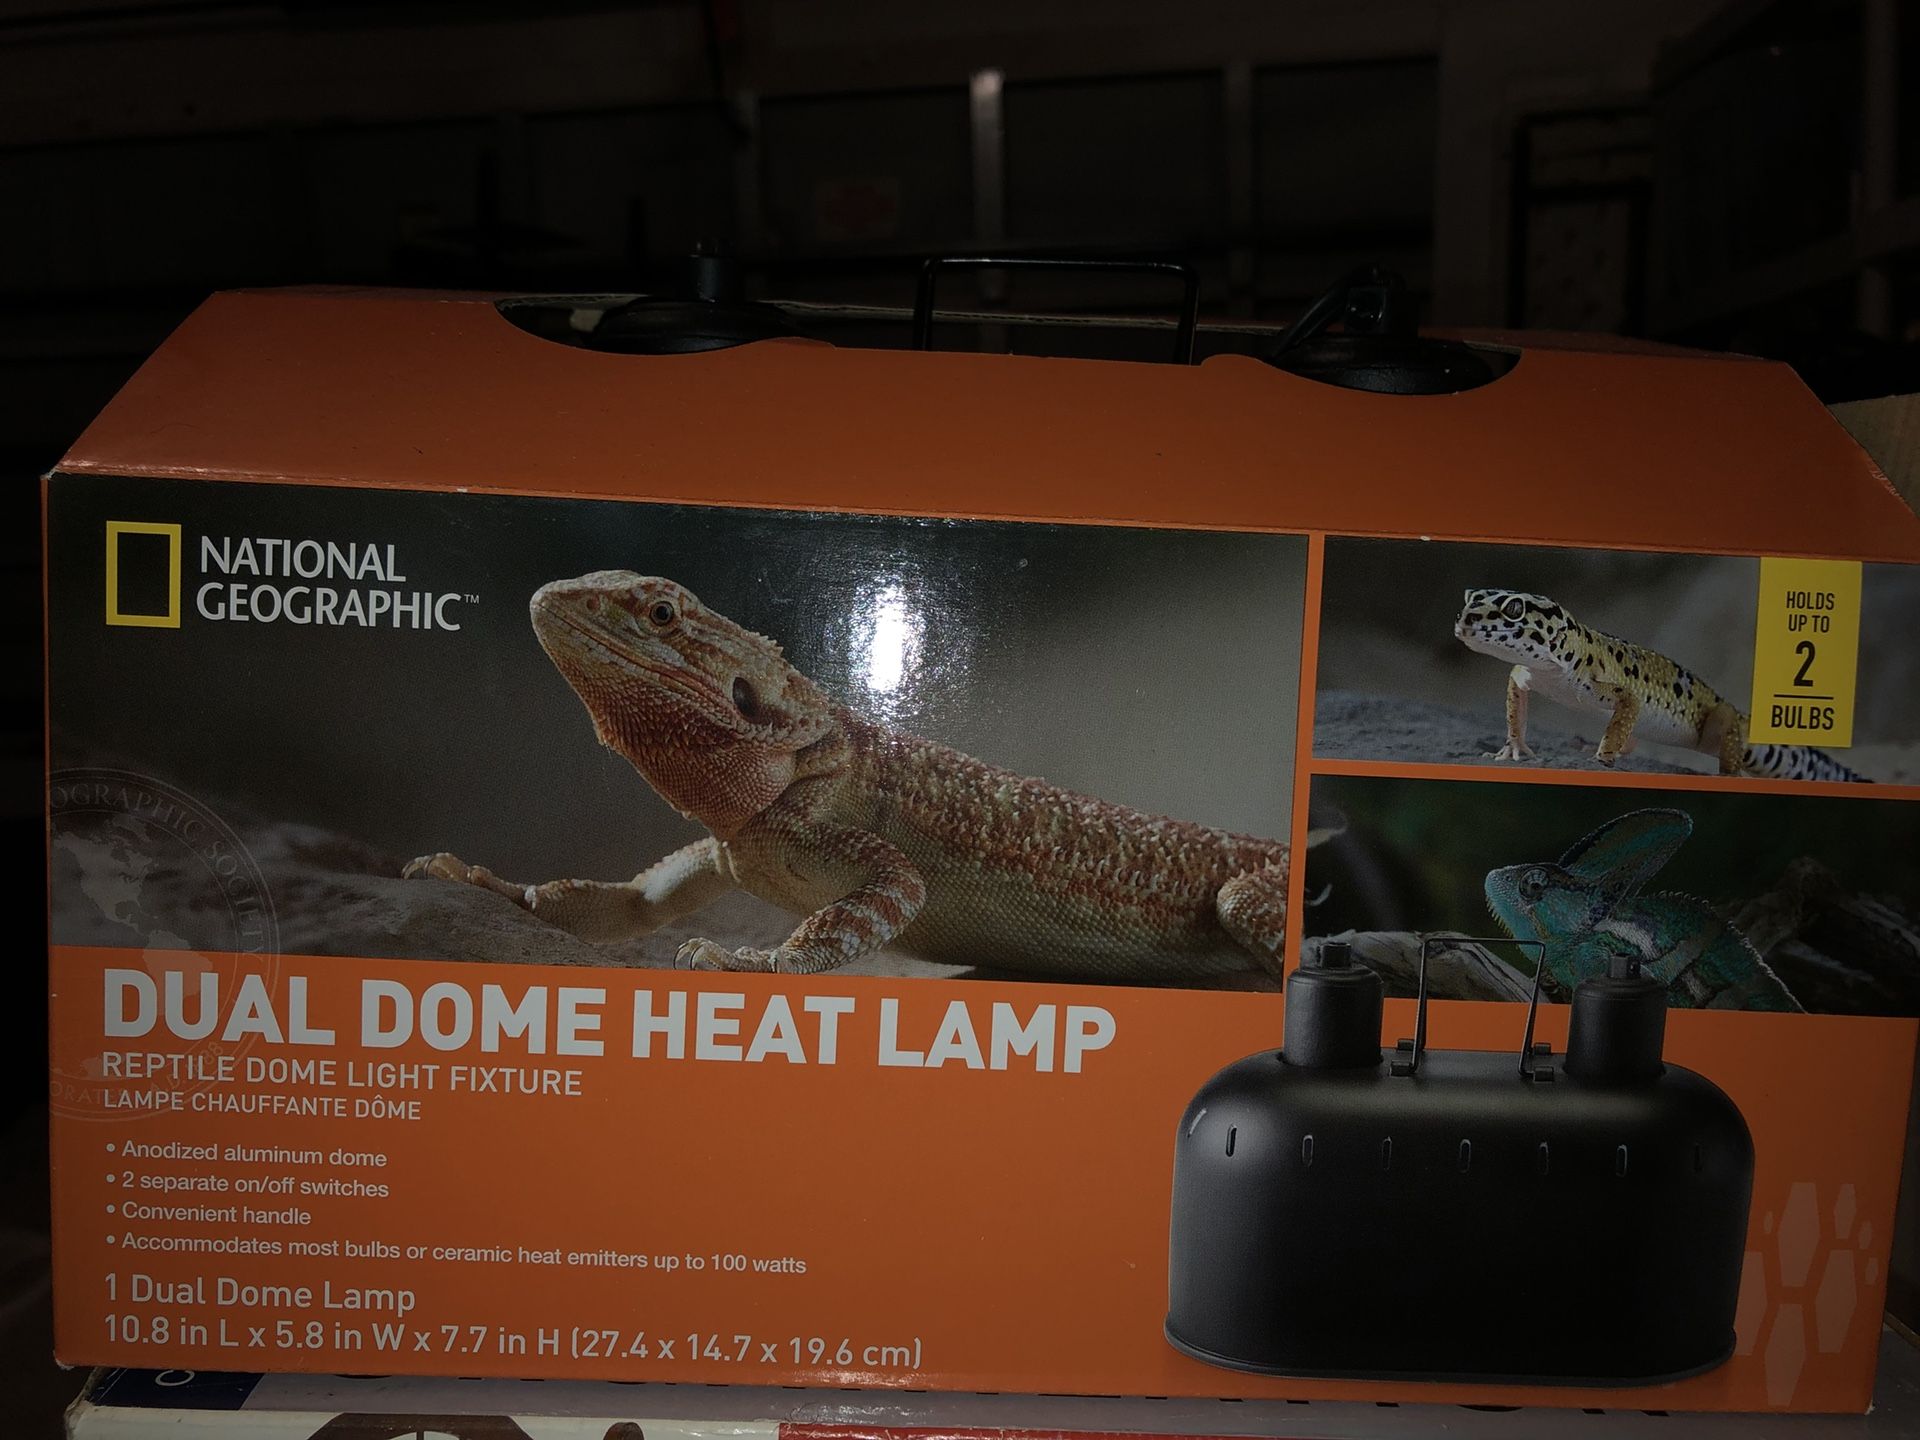 NATIONAL
GEOGRAPHIC™
HOLDS
UP TO
2
BULBS
OGRAPHIC SOCIETY
DUAL DOME HEAT LAMP
REPTILE DOME LIGHT FIXTURE
LAMPE CHAUFFANTE DÔME
• Anodized aluminum dome
• 2 separate on/off switches
• Convenient handle
• Accommodates most bulbs or ceramic heat emitters up to 100 watts
1 Dual Dome Lamp
10.8 in L x 5.8 in W x 7.7 in H (27.4 x 14.7 x 19.6 cm)